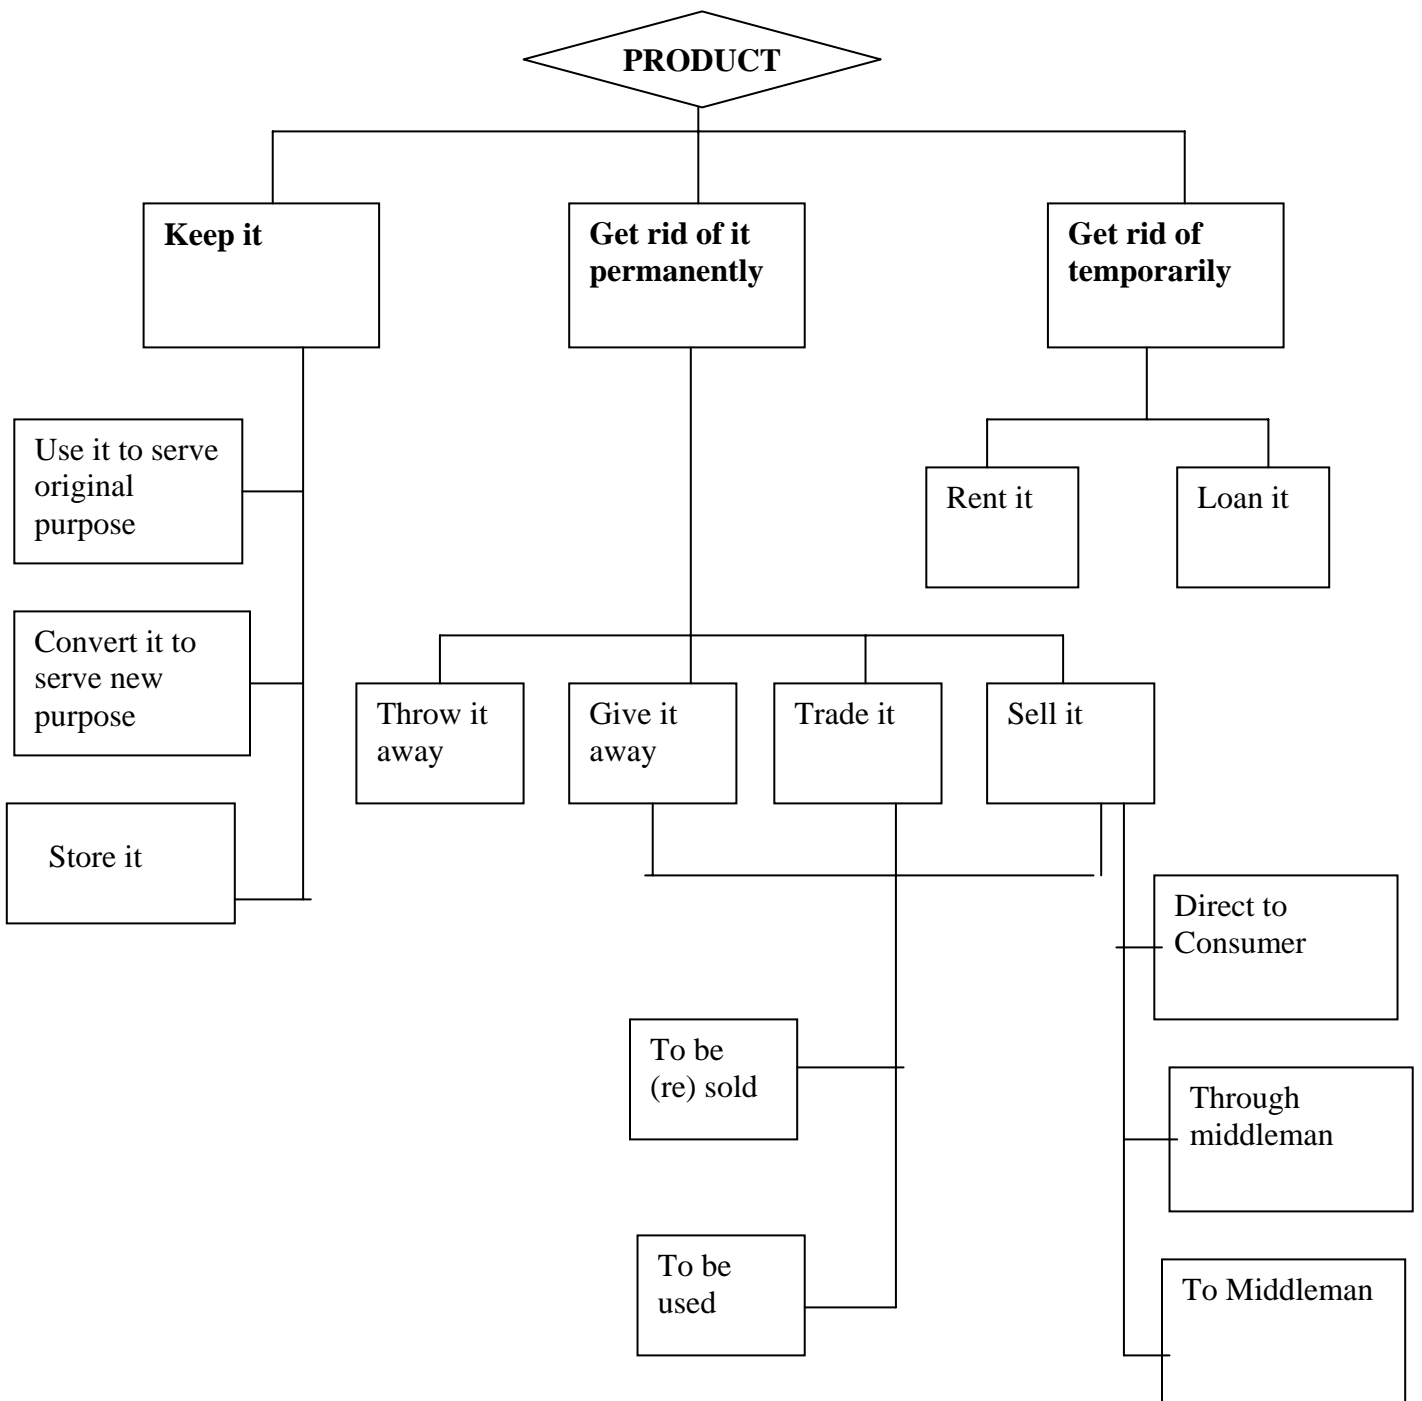 PRODUCT
Keep it
Get rid of it
permanently
Get rid of
temporarily
Use it to serve
original
purpose
Rent it
Loan it
Convert it to
serve new
purpose
Throw it
away
Give it
away
Trade it
Sell it
Store it
Direct to
Consumer
To be
(re) sold
Through
middleman
To be
used
To Middleman